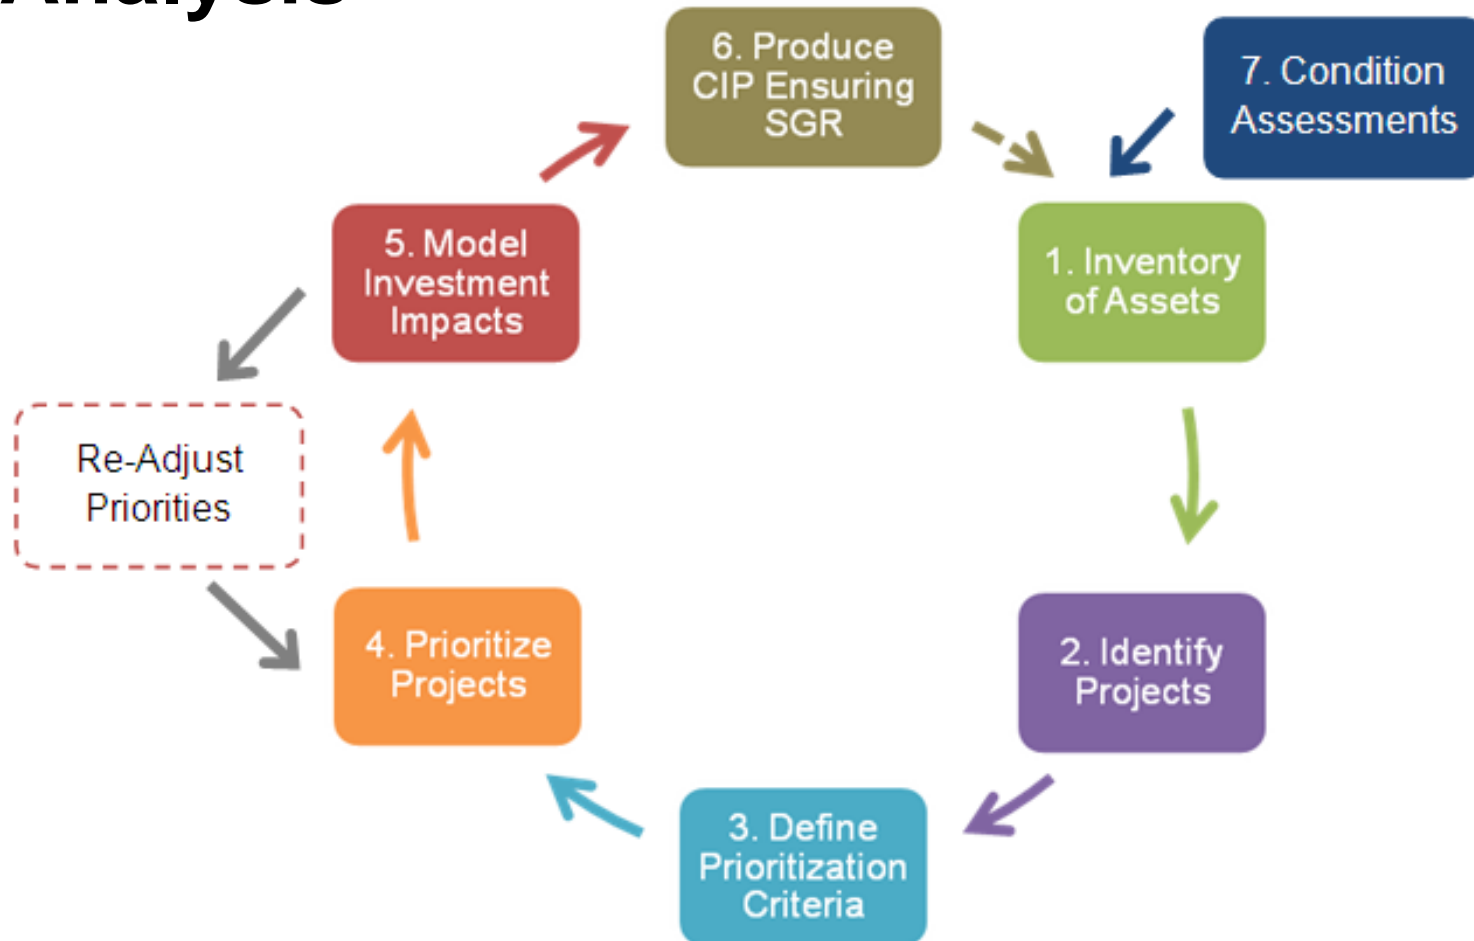 Analysis
6. Produce
CIP Ensuring
SGR
7. Condition
Assessments
5. Model
Investment
Impacts
1. Inventory
of Assets
Re-Adjust
Priorities
4. Prioritize
Projects
2. Identify
Projects
3. Define
Prioritization
Criteria